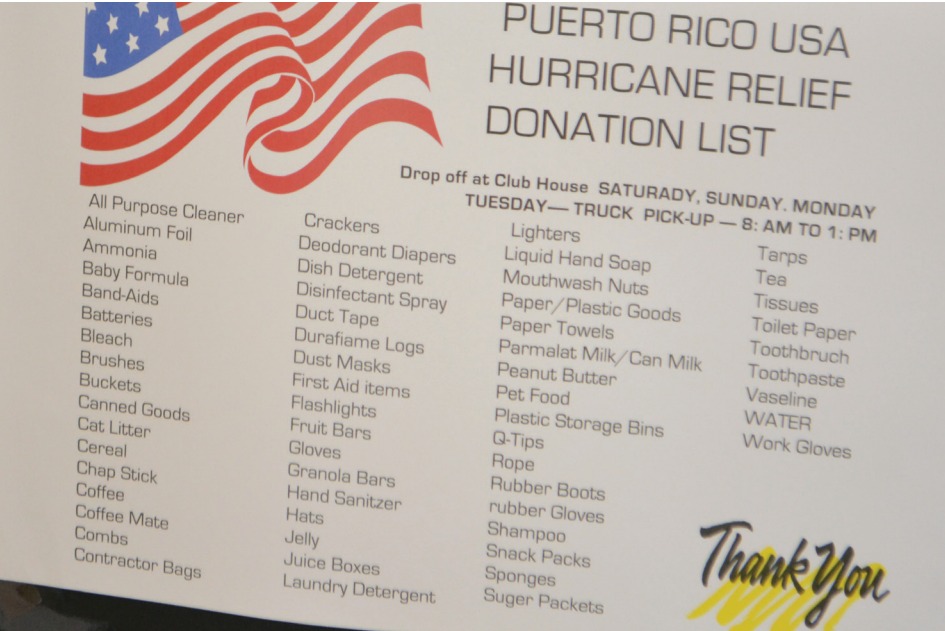 PUERTO RICO USA
HURRICANE RELIEF
DONATION LIST
Drop off at Club House SATURADY, SUNDAY. MONDAY
TUESDAY— TRUCK PICK-UP — 8: AM TO 1: PM
All Purpose Cleaner
Aluminum Foil
Ammonia
Baby Formula
Band-Aids
Batteries
Bleach
Brushes
Buckets
Canned Goods
Cat Litter
Cereal
Chap Stick
Coffee
Coffee Mate
Combs
Contractor Bags
Crackers
Deodorant Diapers
Dish Detergent
Disinfectant Spray
Duct Tape
Durafiame Logs
Dust Masks
First Aid items
Flashlights
Fruit Bars
Gloves
Granola Bars
Hand Sanitzer
Hats
Jelly
Juice Boxes
Laundry Detergent
Lighters
Liquid Hand Soap
Mouthwash Nuts
Paper/Plastic Goods
Paper Towels
Parmalat Milk/Can Milk
Peanut Butter
Pet Food
Plastic Storage Bins
Q-Tips
Rope
Rubber Boots
rubber Gloves
Shampoo
Snack Packs
Sponges
Suger Packets
Tarps
Tea
Tissues
Toilet Paper
Toothbruch
Toothpaste
Vaseline
WATER
Work Gloves
Thank You